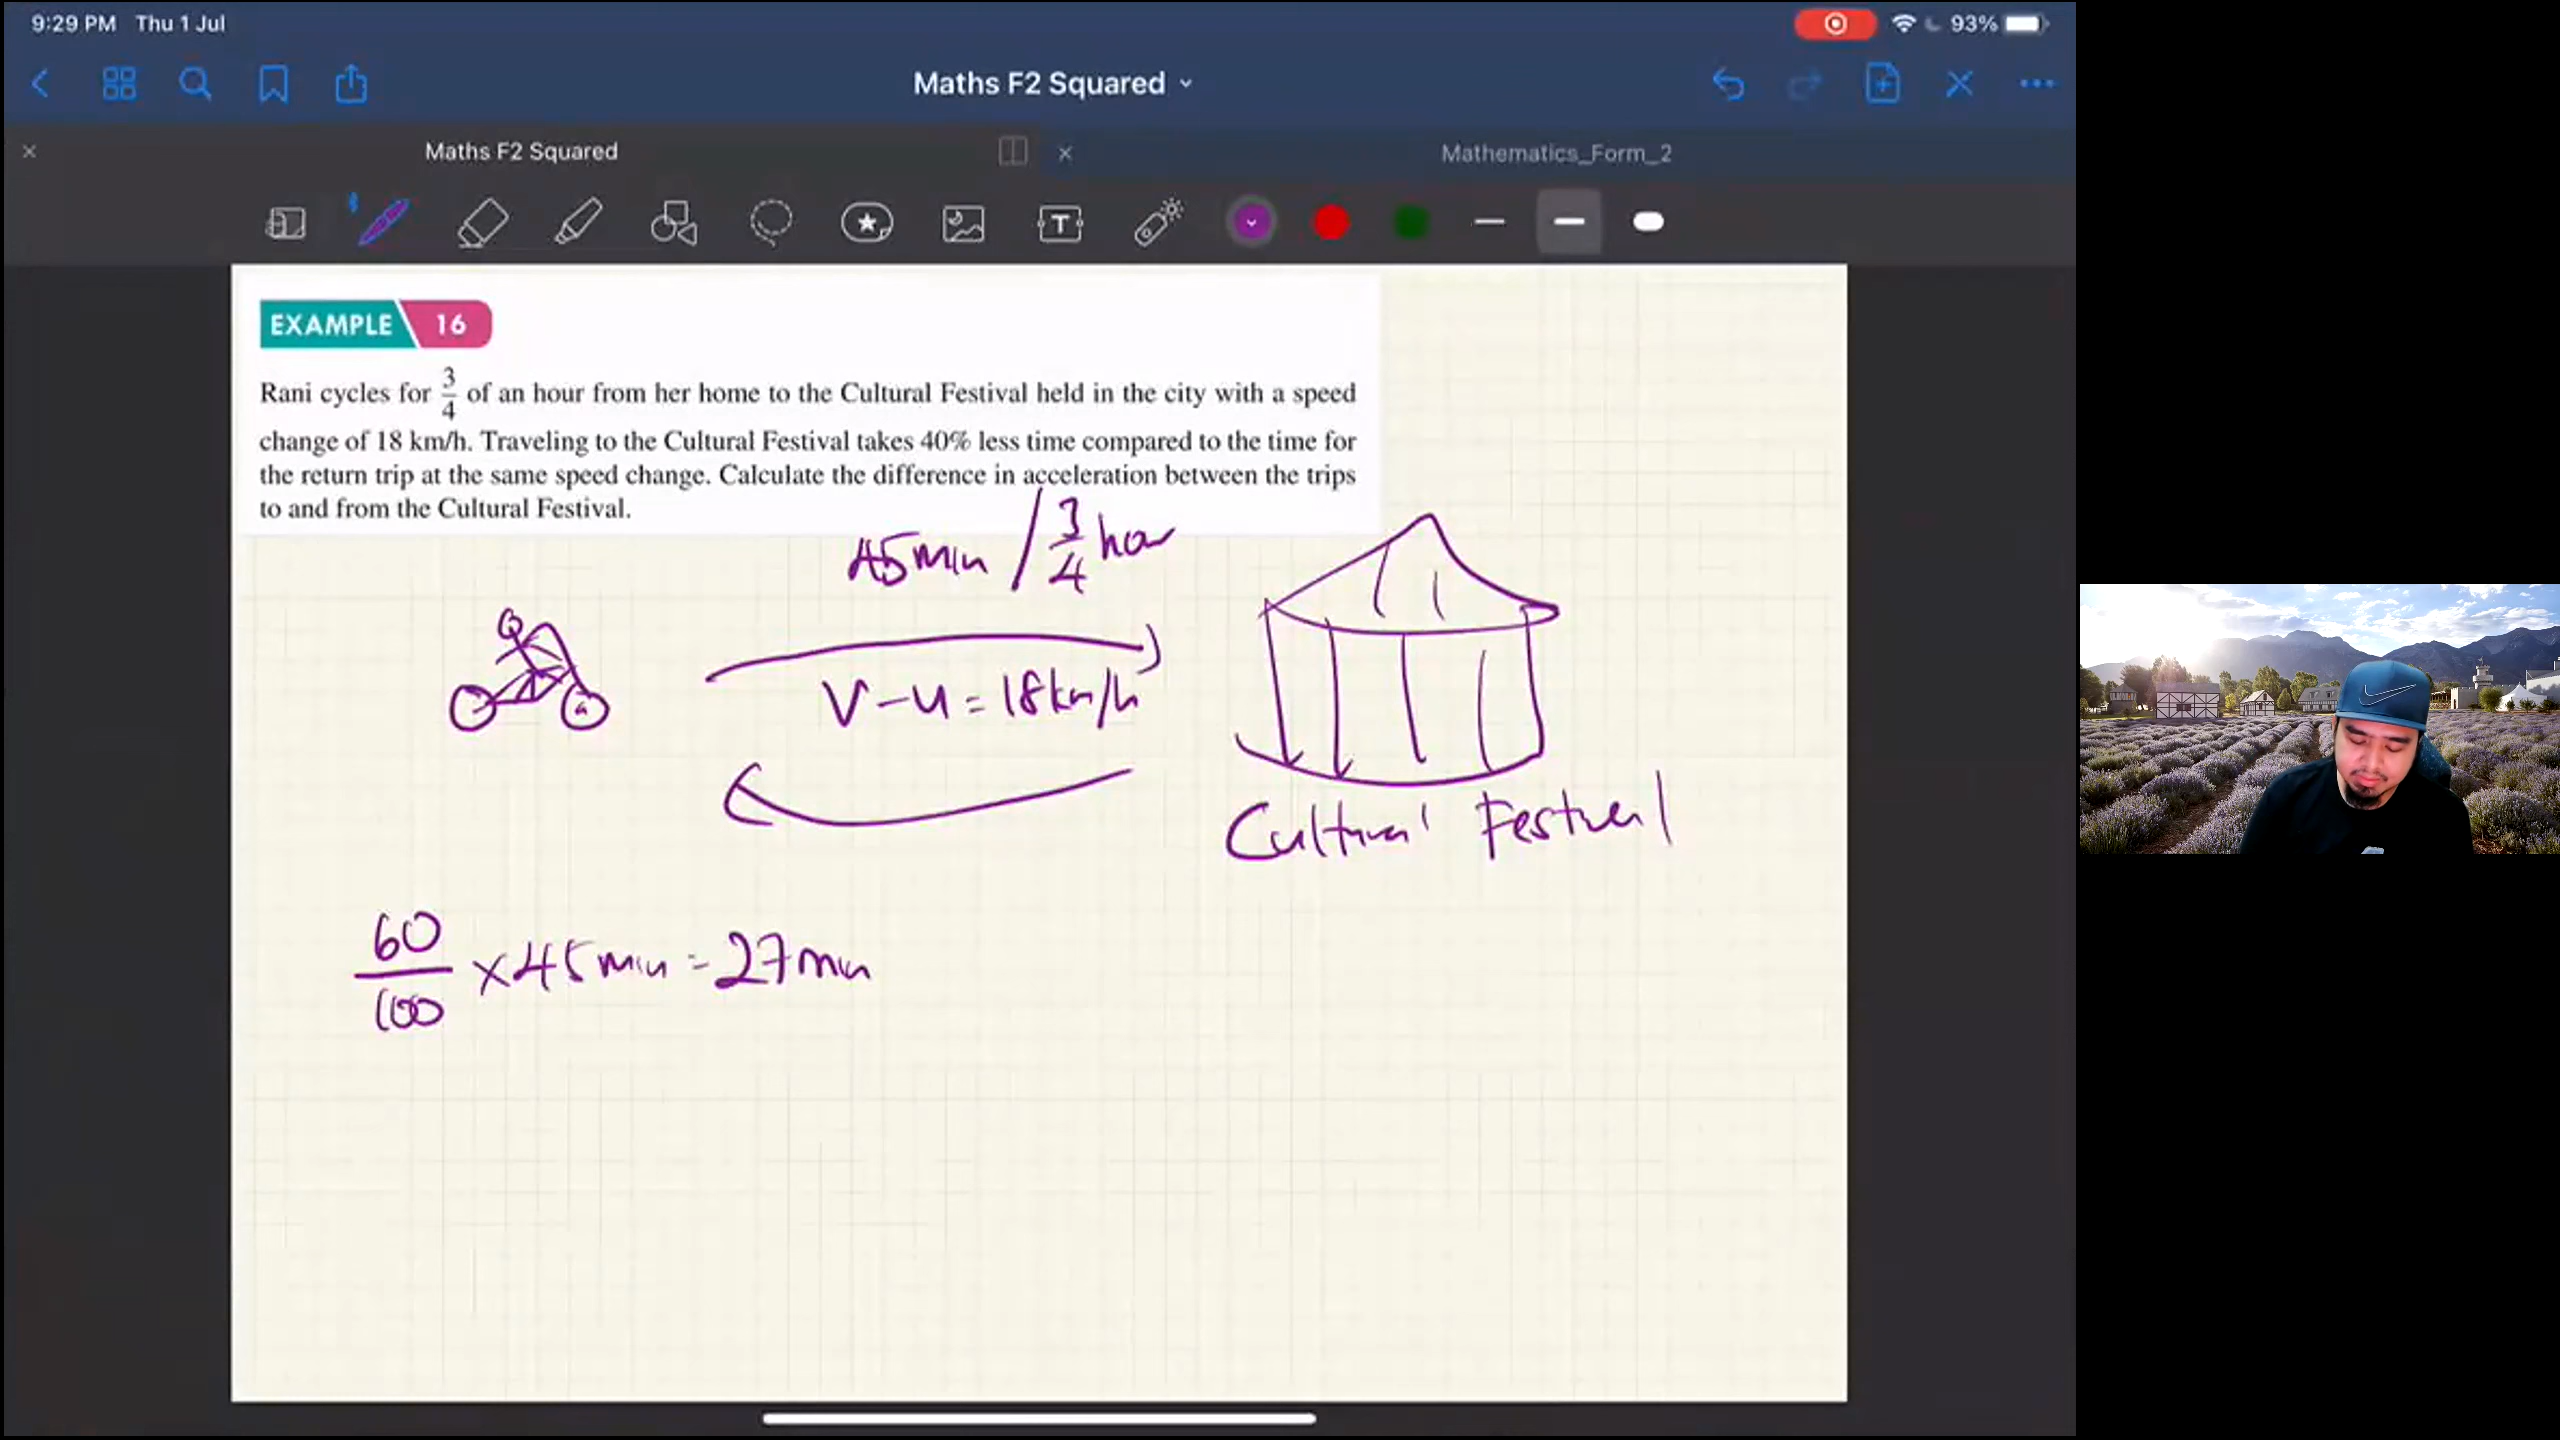 9:29 PM Thu 1 Jul 93%
Maths F2 Squared
Maths F2 Squared Mathematics_Form_2
EXAMPLE 16
Rani cycles for 3/4 of an hour from her home to the Cultural Festival held in the city with a speed
change of 18 km/h. Traveling to the Cultural Festival takes 40% less time compared to the time for
the return trip at the same speed change. Calculate the difference in acceleration between the trips
to and from the Cultural Festival.
45min / 3/4 hour
V - u = 18km/h
Cultural Festival
60/100 × 45 min = 27 min